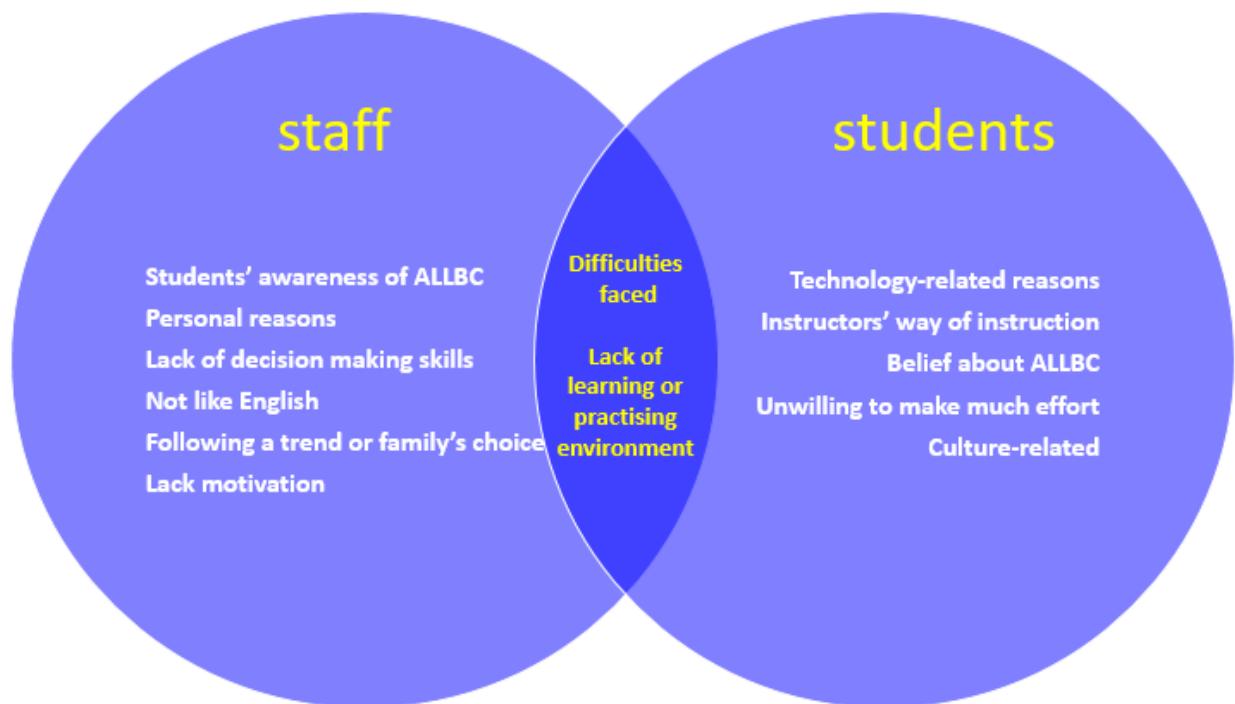 staff
students
Students’ awareness of ALLBC
Personal reasons
Lack of decision making skills
Not like English
Following a trend or family’s choice
Lack motivation
Difficulties
faced
Lack of
learning or
practising
environment
Technology-related reasons
Instructors’ way of instruction
Belief about ALLBC
Unwilling to make much effort
Culture-related